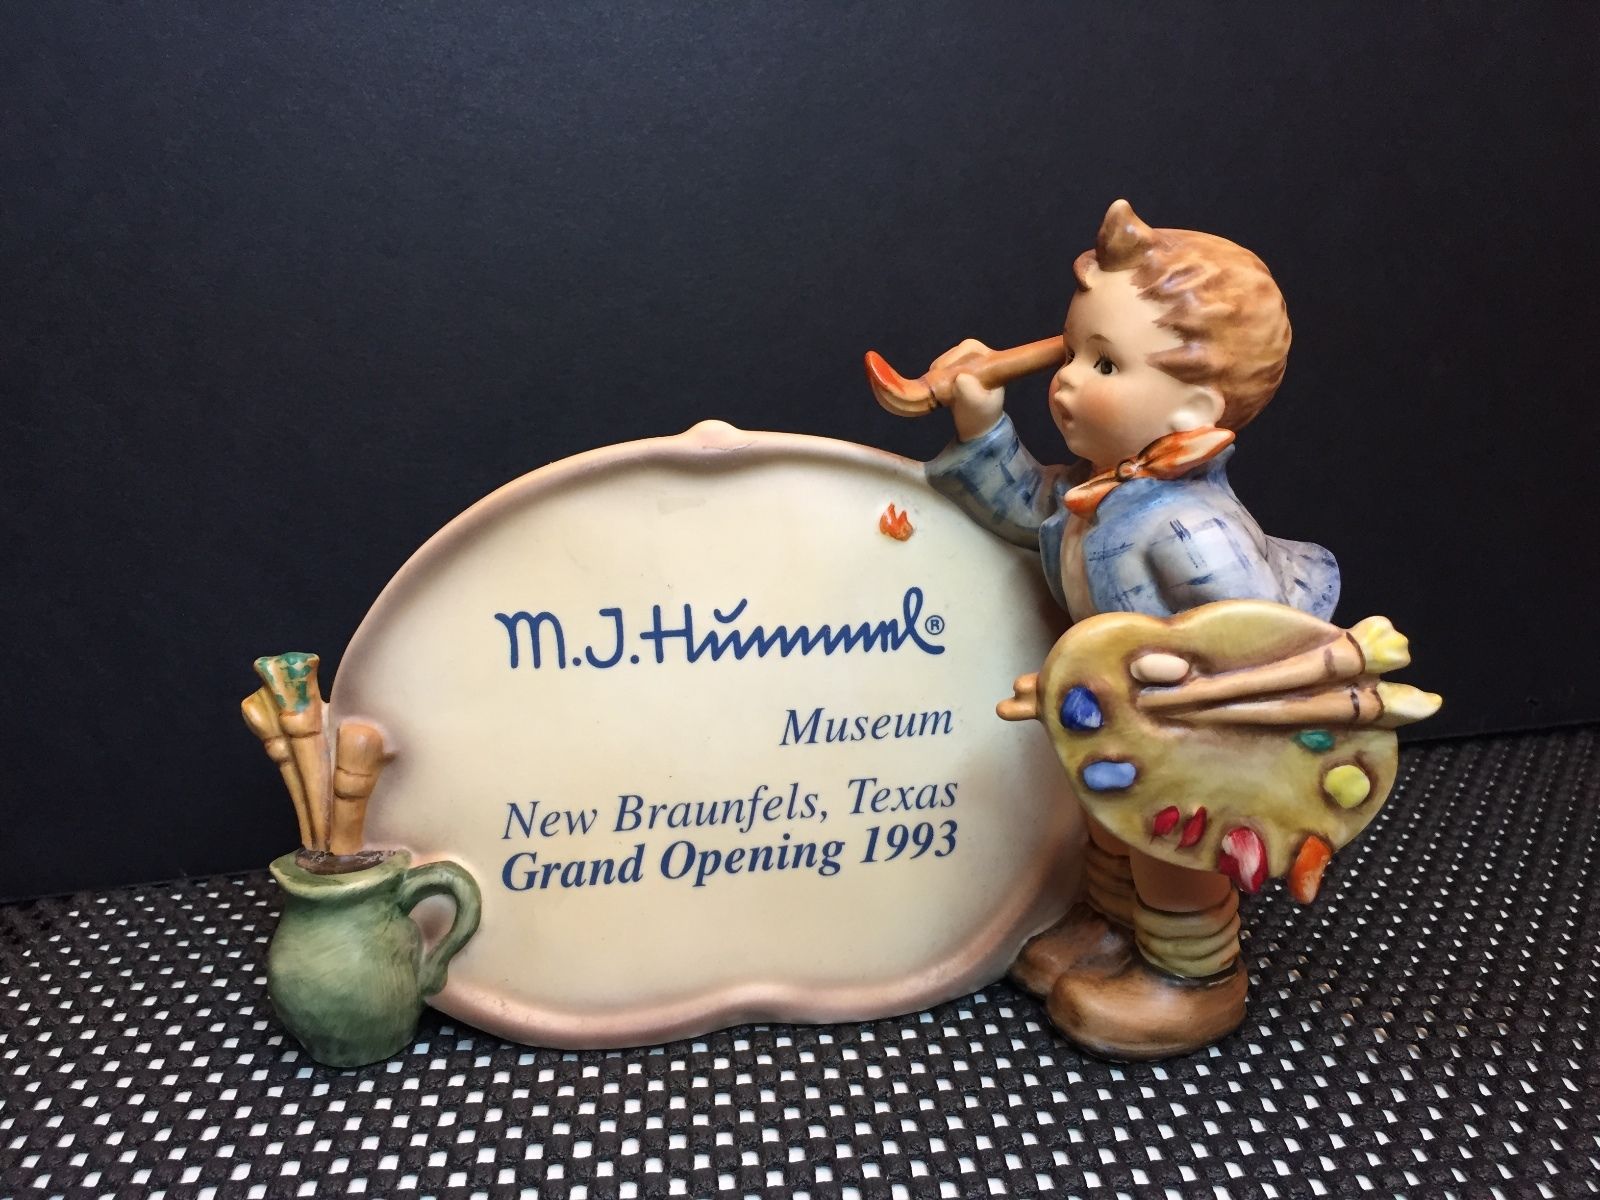 M.J.Hummel®
Museum
New Braunfels, Texas
Grand Opening 1993